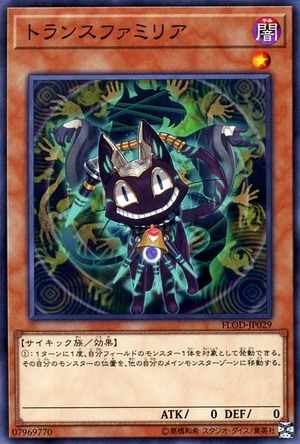 トランスファミリア
闇
FLOD-JP029
【サイキック族／効果】
①：1ターンに1度、自分フィールドのモンスター1体を対象として発動できる。
その自分のモンスターの位置を、他の自分のメインモンスターゾーンに移動する。
ATK/ 0 DEF/ 0
07969770
©高橋和希 スタジオ・ダイス／集英社